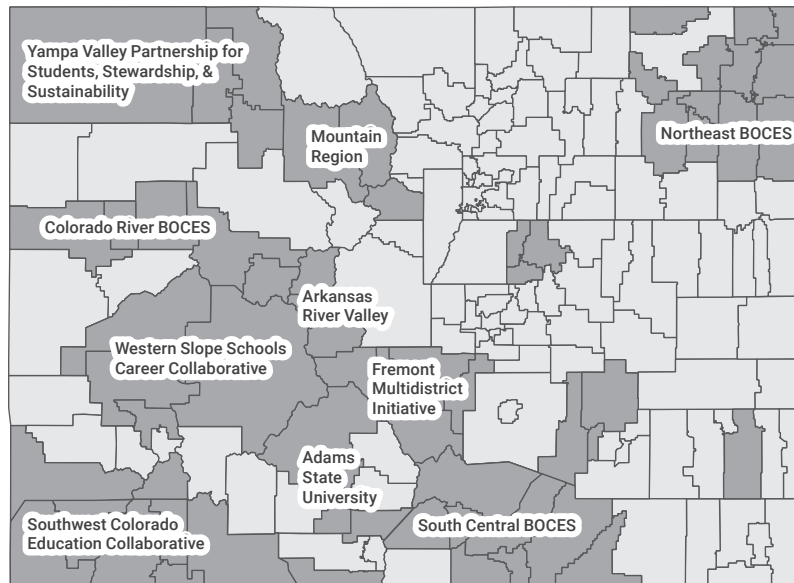 Yampa Valley Partnership for
Students, Stewardship, &
Sustainability
Mountain
Region
Northeast BOCES
Colorado River BOCES
Arkansas
River Valley
Western Slope Schools
Career Collaborative
Fremont
Multidistrict
Initiative
Adams
State
University
Southwest Colorado
Education Collaborative
South Central BOCES